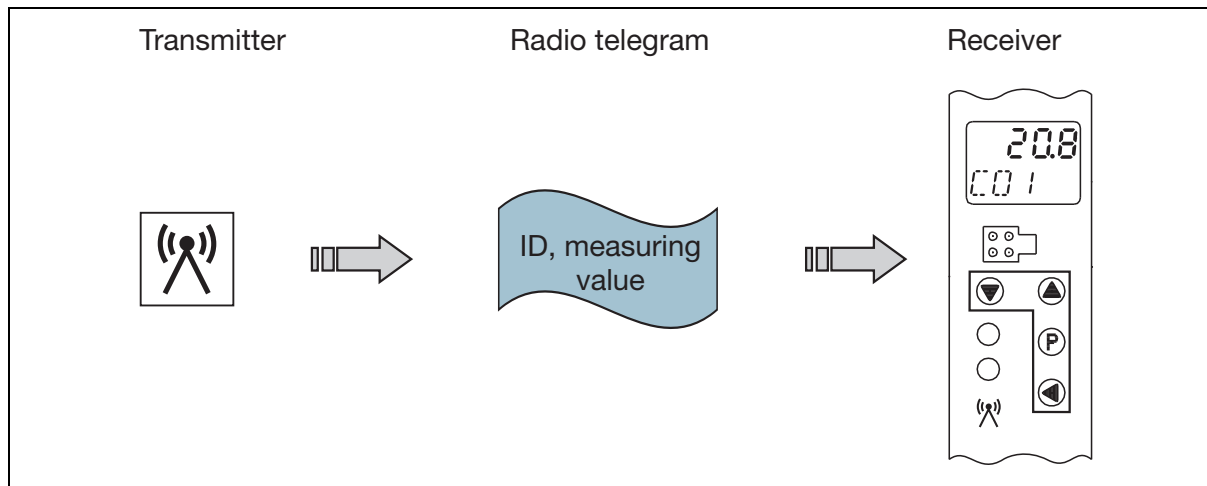 Transmitter
Radio telegram
Receiver
20.8
C01
ID, measuring
value
P